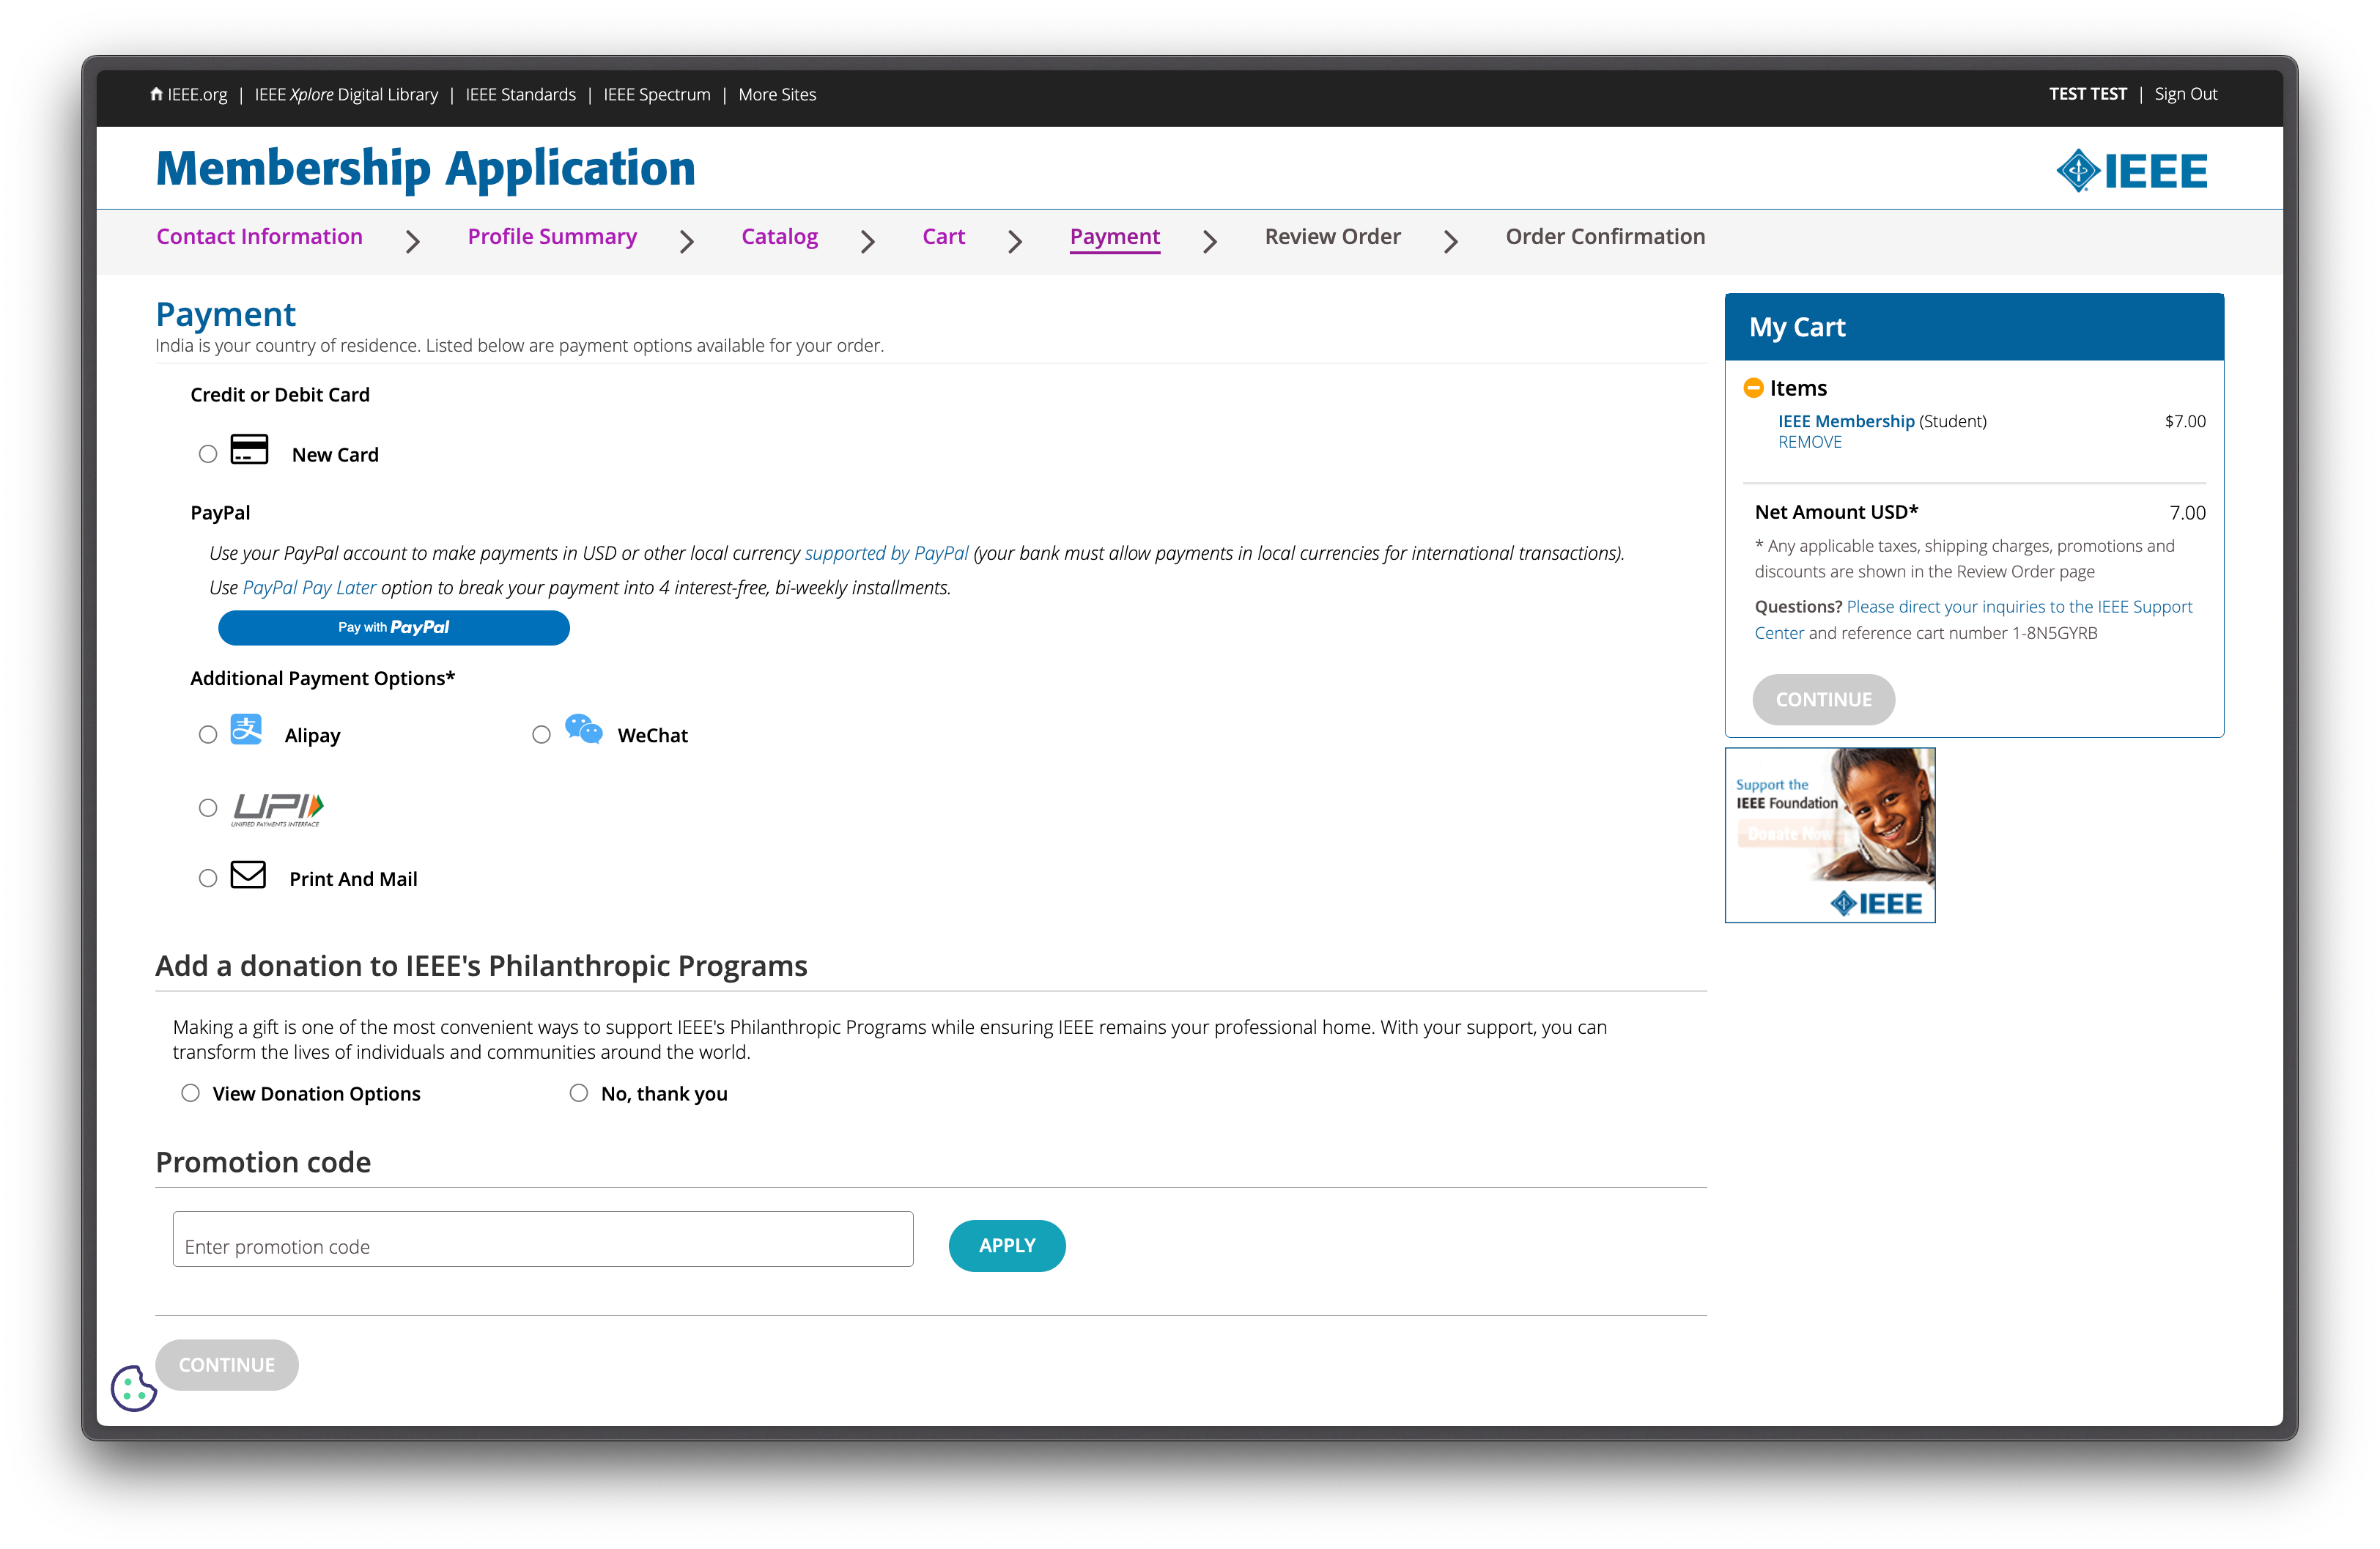 IEEE.org | IEEE Xplore Digital Library | IEEE Standards | IEEE Spectrum | More Sites
TEST TEST | Sign Out
Membership Application
IEEE
Contact Information
Profile Summary
Catalog
Cart
Payment
Review Order
Order Confirmation
Payment
India is your country of residence. Listed below are payment options available for your order.
Credit or Debit Card
New Card
PayPal
Use your PayPal account to make payments in USD or other local currency supported by PayPal (your bank must allow payments in local currencies for international transactions).
Use PayPal Pay Later option to break your payment into 4 interest-free, bi-weekly installments.
Pay with PayPal
Additional Payment Options*
支 Alipay
WeChat
UPI
UNIFIED PAYMENTS INTERFACE
Print And Mail
Add a donation to IEEE's Philanthropic Programs
Making a gift is one of the most convenient ways to support IEEE's Philanthropic Programs while ensuring IEEE remains your professional home. With your support, you can
transform the lives of individuals and communities around the world.
View Donation Options
No, thank you
Promotion code
Enter promotion code
APPLY
CONTINUE
My Cart
Items
IEEE Membership (Student) $7.00
REMOVE
Net Amount USD* 7.00
* Any applicable taxes, shipping charges, promotions and
discounts are shown in the Review Order page
Questions? Please direct your inquiries to the IEEE Support
Center and reference cart number 1-8N5GYRB
CONTINUE
Support the
IEEE Foundation
Donate Now
IEEE